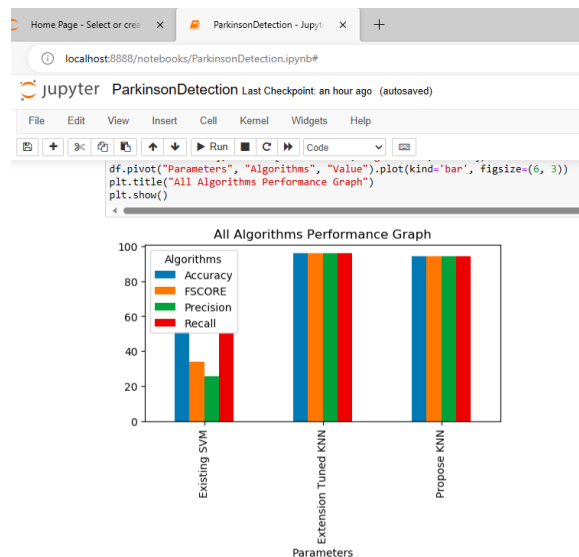 Home Page - Select or crea
ParkinsonDetection - Jupyt
localhost:8888/notebooks/ParkinsonDetection.ipynb#
jupyter ParkinsonDetection Last Checkpoint: an hour ago (autosaved)
File Edit View Insert Cell Kernel Widgets Help
Run Code
df.pivot("Parameters", "Algorithms", "Value").plot(kind='bar', figsize=(6, 3))
plt.title("All Algorithms Performance Graph")
plt.show()
All Algorithms Performance Graph
100
80
60
40
20
0
Algorithms
Accuracy
FSCORE
Precision
Recall
Existing SVM
Extension Tuned KNN
Propose KNN
Parameters